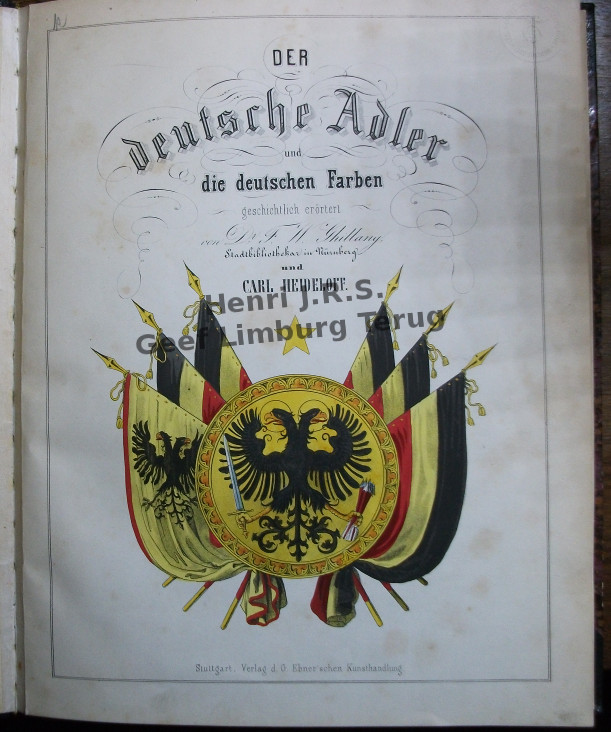 DER
deutsche Adler
und
die deutschen Farben
geschichtlich erörtert
von Dr. F. W. Ghillany,
Stadtbibliothekar in Nürnberg
und
CARL HEIDELOFF.
Henri J.R.S.
Geef Limburg Terug
Stuttgart. Verlag d. G. Ebner'schen Kunsthandlung.